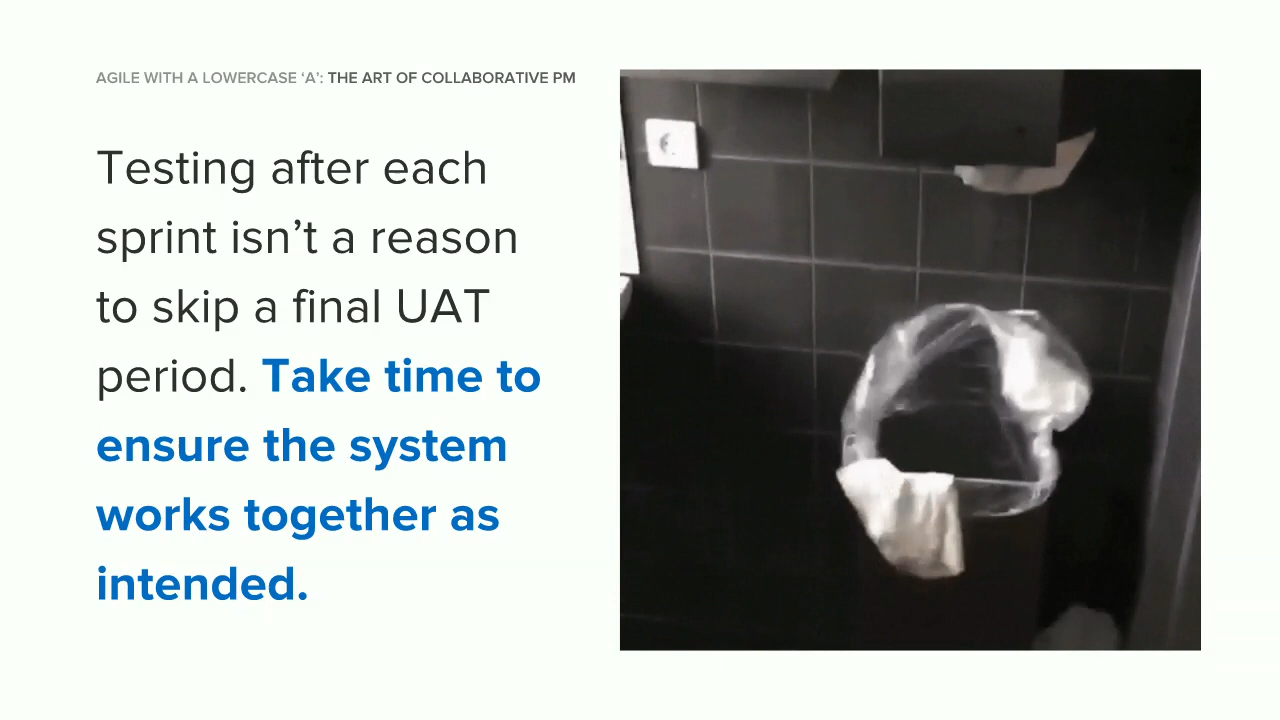 AGILE WITH A LOWERCASE ‘A’: THE ART OF COLLABORATIVE PM
Testing after each
sprint isn’t a reason
to skip a final UAT
period. Take time to
ensure the system
works together as
intended.